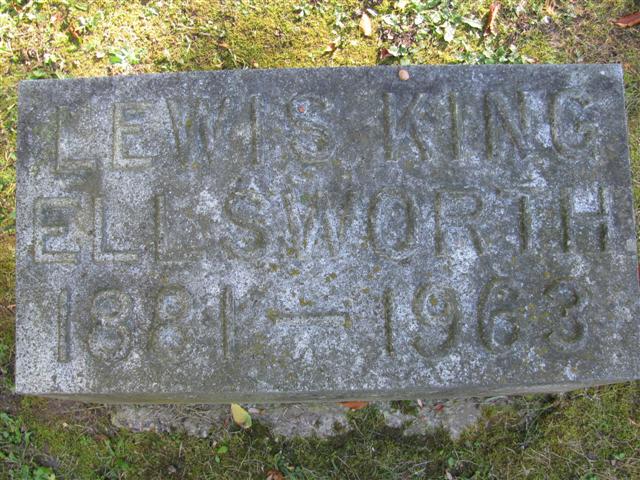 LEWIS KING
ELLSWORTH
1881 — 1963